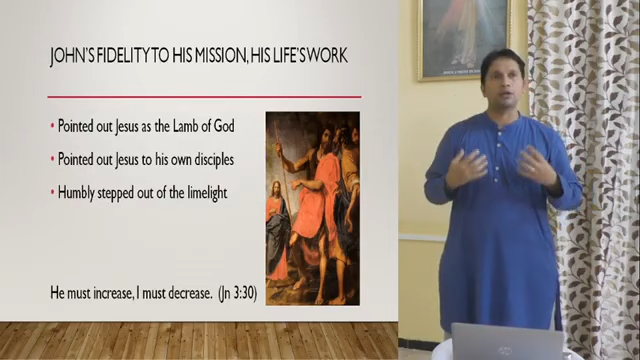 JOHN'S FIDELITY TO HIS MISSION, HIS LIFE'S WORK
• Pointed out Jesus as the Lamb of God
• Pointed out Jesus to his own disciples
• Humbly stepped out of the limelight
He must increase, I must decrease. (Jn 3:30)